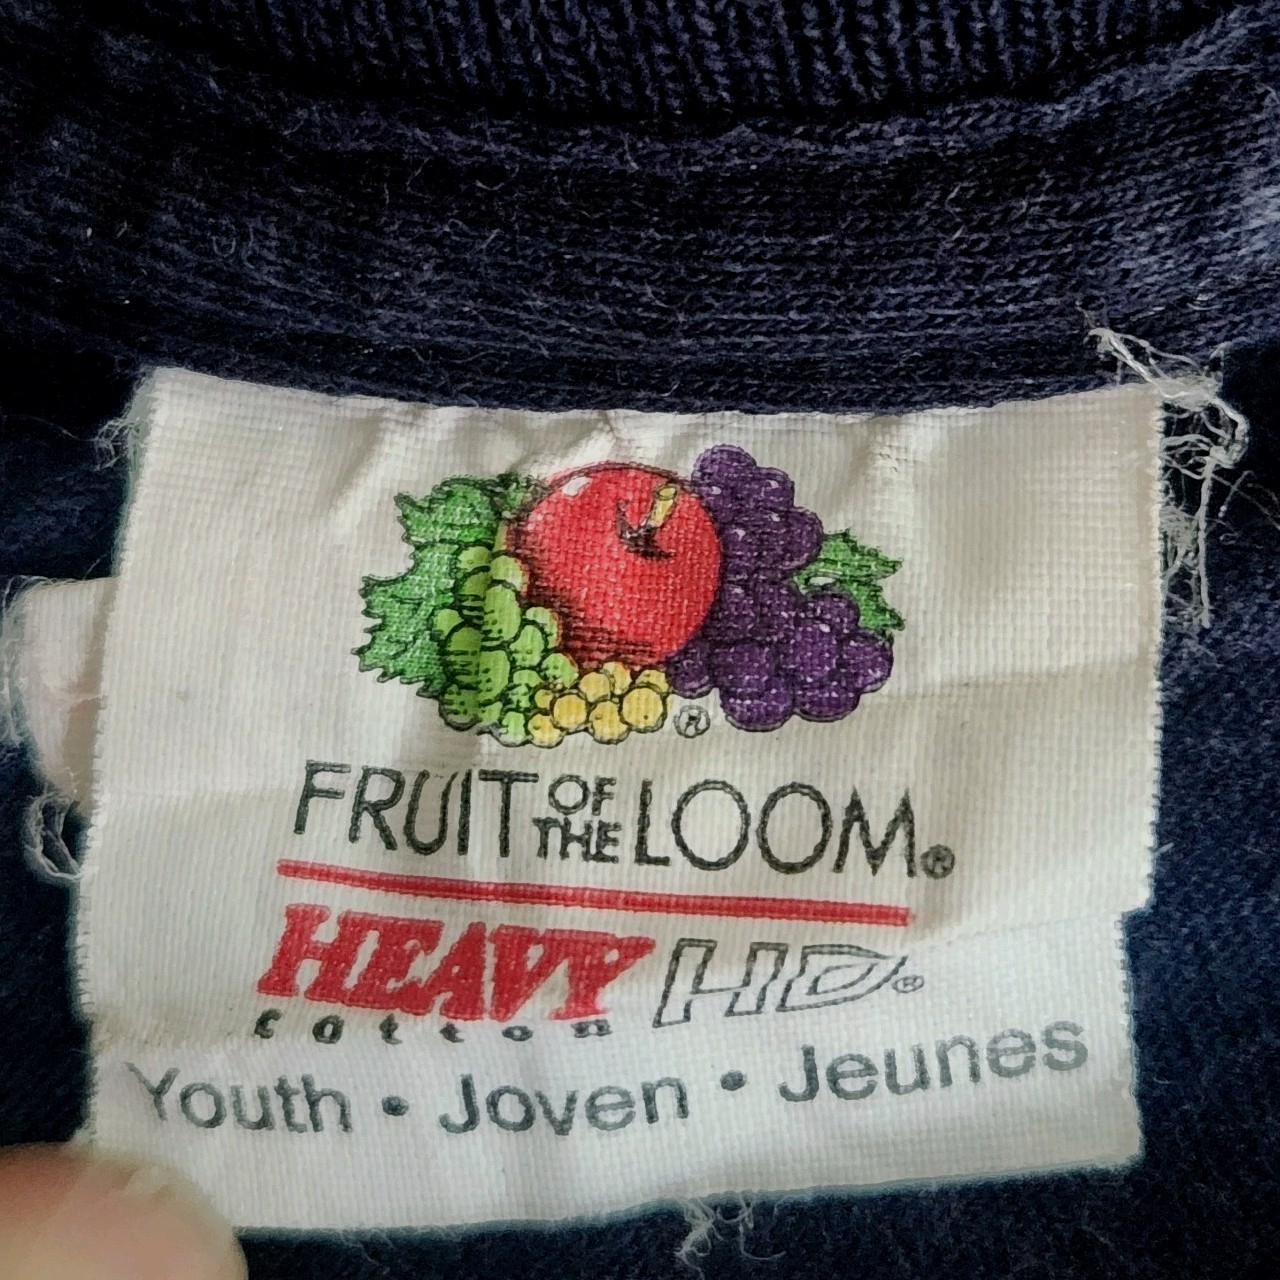 ®
FRUIT OF THE LOOM®
HEAVY HD®
cotton
Youth • Joven • Jeunes